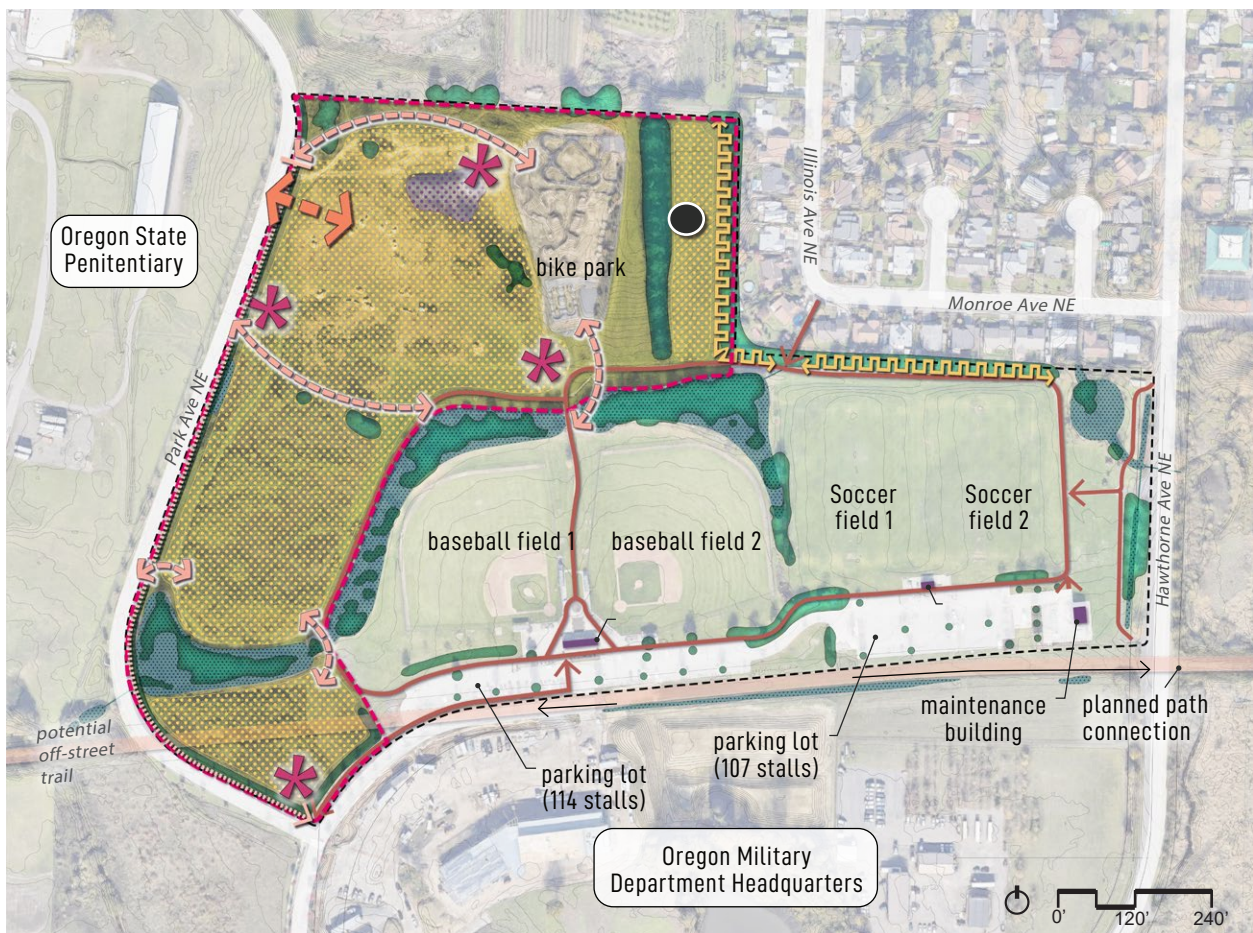 Oregon State
Penitentiary
Illinois Ave NE
bike park
Monroe Ave NE
Park Ave NE
Soccer
field 1
Soccer
field 2
baseball field 1
baseball field 2
Hawthorne Ave NE
potential
off-street
trail
maintenance
building
planned path
connection
parking lot
(107 stalls)
parking lot
(114 stalls)
Oregon Military
Department Headquarters
0'
120'
240'